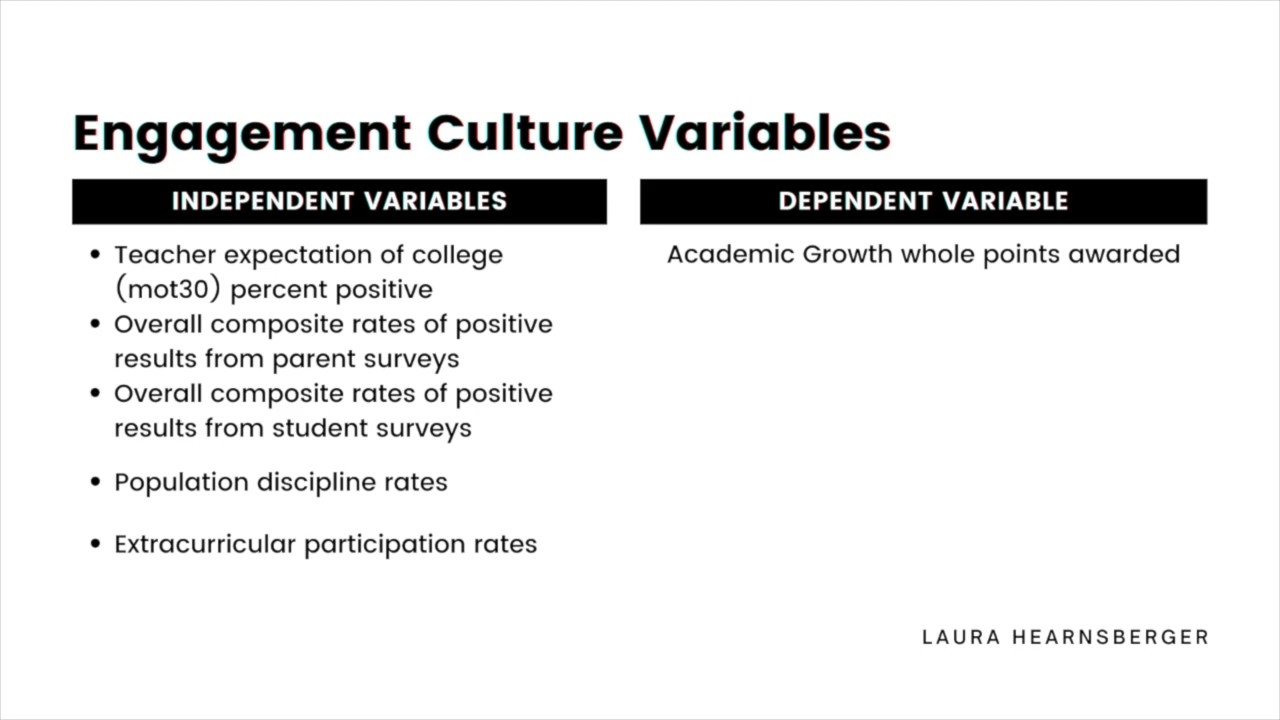 Engagement Culture Variables
INDEPENDENT VARIABLES
• Teacher expectation of college
(mot30) percent positive
• Overall composite rates of positive
results from parent surveys
• Overall composite rates of positive
results from student surveys
• Population discipline rates
• Extracurricular participation rates
DEPENDENT VARIABLE
Academic Growth whole points awarded
LAURA HEARNSBERGER